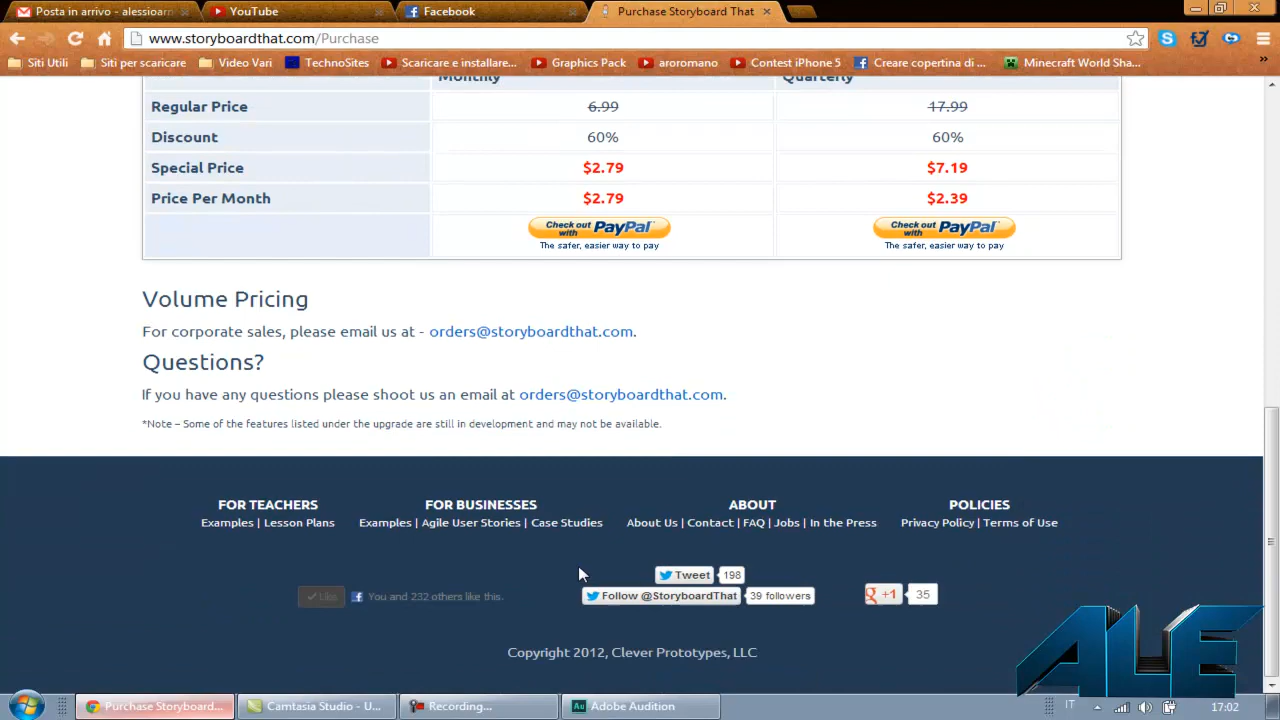 Posta in arrivo - alessioarr
YouTube
Facebook
Purchase Storyboard That
www.storyboardthat.com/Purchase
Siti Utili
Siti per scaricare
Video Vari
TechnoSites
Scaricare e installare...
Graphics Pack
aroromano
Contest iPhone 5
Creare copertina di ...
Minecraft World Sha...
»
Monthly Quarterly
Regular Price 6.99 17.99
Discount 60% 60%
Special Price $2.79 $7.19
Price Per Month $2.79 $2.39
Check out with PayPal Check out with PayPal
The safer, easier way to pay The safer, easier way to pay
Volume Pricing
For corporate sales, please email us at - orders@storyboardthat.com.
Questions?
If you have any questions please shoot us an email at orders@storyboardthat.com.
*Note – Some of the features listed under the upgrade are still in development and may not be available.
FOR TEACHERS FOR BUSINESSES ABOUT POLICIES
Examples | Lesson Plans Examples | Agile User Stories | Case Studies About Us | Contact | FAQ | Jobs | In the Press Privacy Policy | Terms of Use
Tweet 198
Like You and 232 others like this. Follow @StoryboardThat 39 followers +1 35
Copyright 2012, Clever Prototypes, LLC
ALE
Purchase Storyboard...
Camtasia Studio - U...
Recording...
Au Adobe Audition
IT
17:02